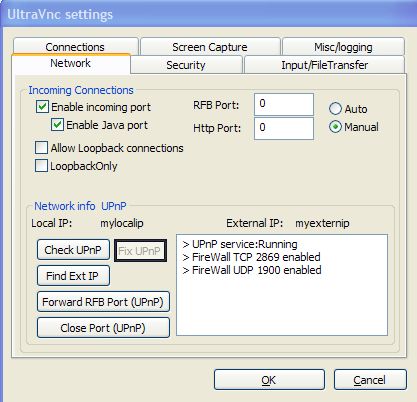 UltraVnc settings
Connections Screen Capture Misc/logging
Network Security Input/FileTransfer
Incoming Connections
Enable incoming port RFB Port: 0 Auto
Enable Java port Http Port: 0 Manual
Allow Loopback connections
LoopbackOnly
Network info UPnP
Local IP: mylocalip External IP: myexternip
Check UPnP Fix UPnP > UPnP service:Running
> FireWall TCP 2869 enabled
Find Ext IP > FireWall UDP 1900 enabled
Forward RFB Port (UPnP)
Close Port (UPnP)
OK Cancel